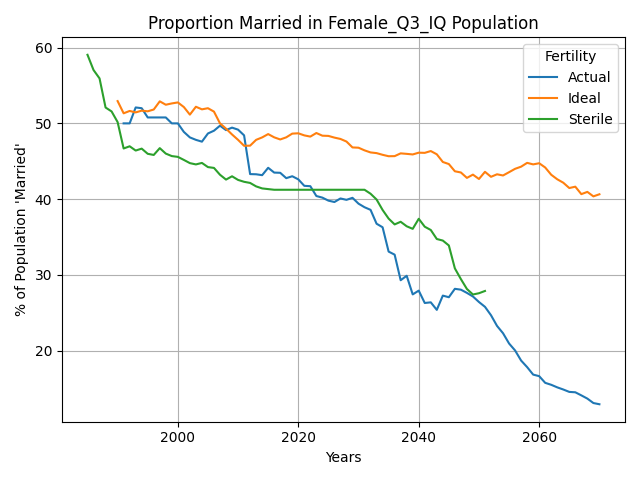 Proportion Married in Female_Q3_IQ Population
% of Population 'Married'
60
50
40
30
20
2000
2020
2040
2060
Years
Fertility
Actual
Ideal
Sterile